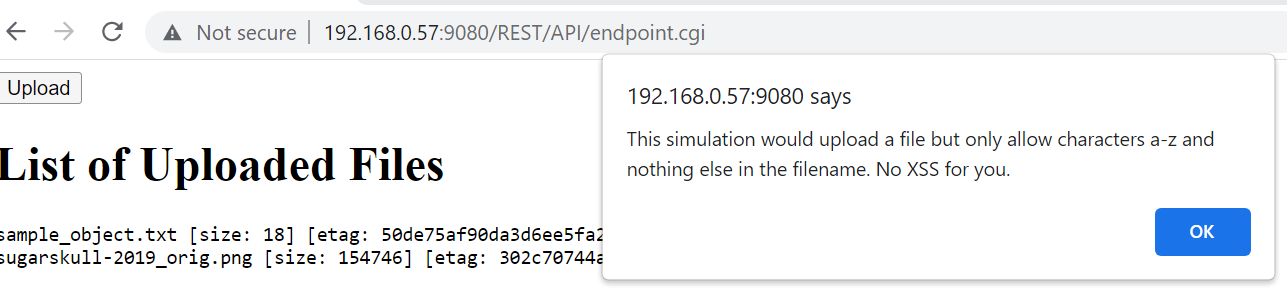 Not secure | 192.168.0.57:9080/REST/API/endpoint.cgi
192.168.0.57:9080 says
This simulation would upload a file but only allow characters a-z and
nothing else in the filename. No XSS for you.
OK
Upload
List of Uploaded Files
sample_object.txt [size: 18] [etag: 50de75af90da3d6ee5fa2
sugarskull-2019_orig.png [size: 154746] [etag: 302c70744a